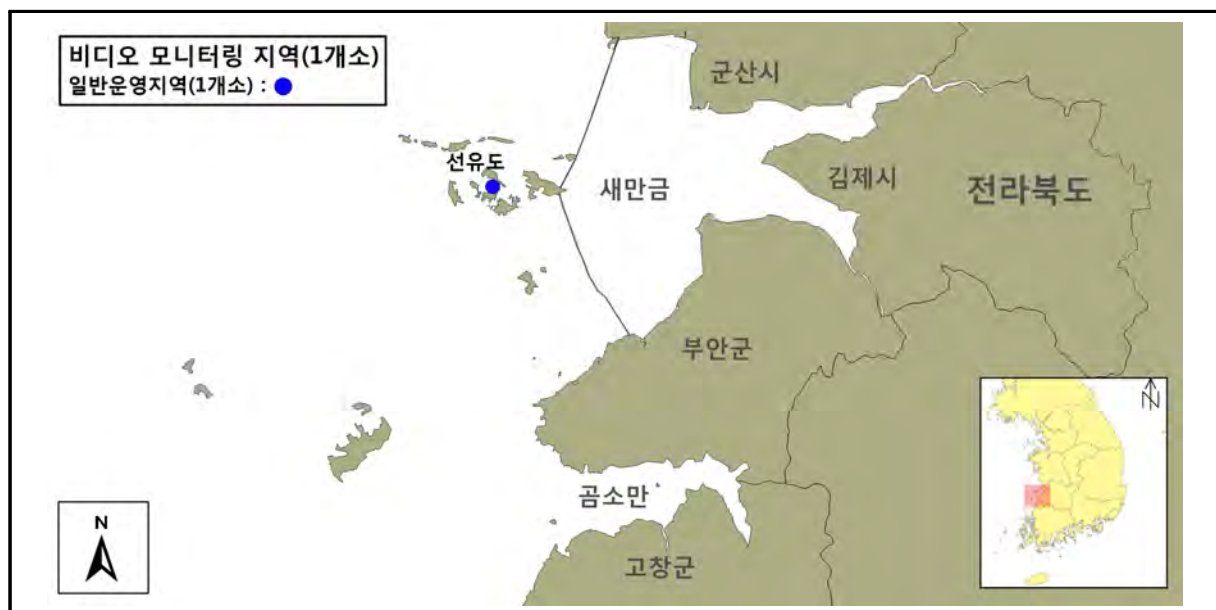 비디오 모니터링 지역(1개소)
일반운영지역(1개소) :
군산시
선유도
새만금
김제시
전라북도
부안군
곰소만
고창군
N
N